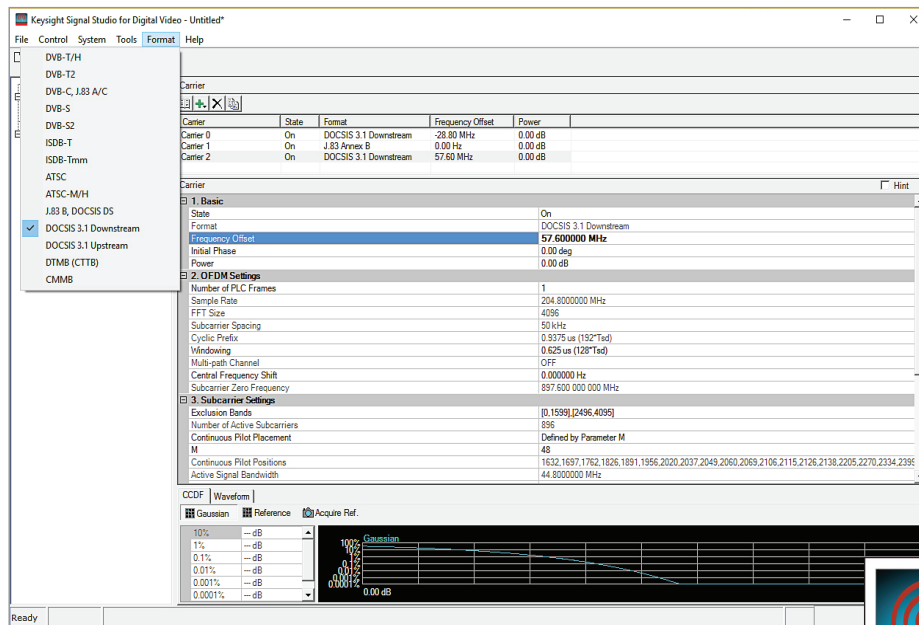 Keysight Signal Studio for Digital Video - Untitled*
File Control System Tools Format Help
DVB-T/H
DVB-T2
DVB-C, J.83 A/C
DVB-S
DVB-S2
ISDB-T
ISDB-Tmm
ATSC
ATSC-M/H
J.83 B, DOCSIS DS
DOCSIS 3.1 Downstream
DOCSIS 3.1 Upstream
DTMB (CTTB)
CMMB
Carrier
Carrier State Format Frequency Offset Power
Carrier 0 On DOCSIS 3.1 Downstream -28.80 MHz 0.00 dB
Carrier 1 On J.83 Annex B 0.00 Hz 0.00 dB
Carrier 2 On DOCSIS 3.1 Downstream 57.60 MHz 0.00 dB
Carrier Hint
1. Basic
State On
Format DOCSIS 3.1 Downstream
Frequency Offset 57.600000 MHz
Initial Phase 0.00 deg
Power 0.00 dB
2. OFDM Settings
Number of PLC Frames 1
Sample Rate 204.8000000 MHz
FFT Size 4096
Subcarrier Spacing 50 kHz
Cyclic Prefix 0.9375 us (192*Tsd)
Windowing 0.625 us (128*Tsd)
Multi-path Channel OFF
Central Frequency Shift 0.000000 Hz
Subcarrier Zero Frequency 897.600 000 000 MHz
3. Subcarrier Settings
Exclusion Bands [0,1599],[2496,4095]
Number of Active Subcarriers 896
Continuous Pilot Placement Defined by Parameter M
M 48
Continuous Pilot Positions 1632,1697,1762,1826,1891,1956,2020,2037,2049,2060,2069,2106,2115,2126,2138,2205,2270,2334,2399
Active Signal Bandwidth 44.8000000 MHz
CCDF Waveform
Gaussian Reference Acquire Ref.
10% --- dB
1% --- dB
0.1% --- dB
0.01% --- dB
0.001% --- dB
0.0001% --- dB
Gaussian
100%
10%
1%
0.1%
0.01%
0.001%
0.0001%
0.00 dB
Ready